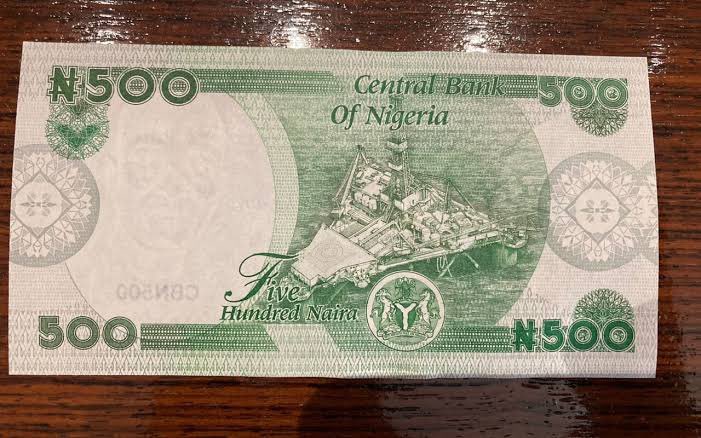 ₦500
Central Bank
Of Nigeria
500
Five
Hundred Naira
500
₦500
CBN500